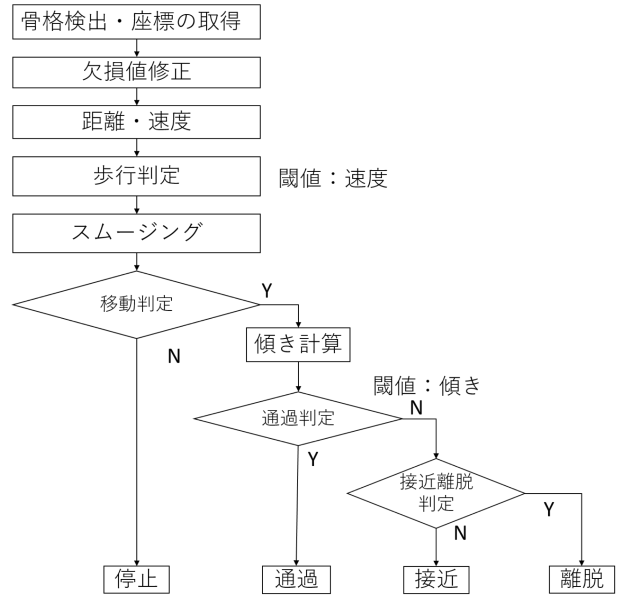 骨格検出・座標の取得
欠損値修正
距離・速度
歩行判定
閾値：速度
スムージング
移動判定
Y
N
傾き計算
閾値：傾き
通過判定
N
Y
接近離脱
判定
Y
N
停止
通過
接近
離脱